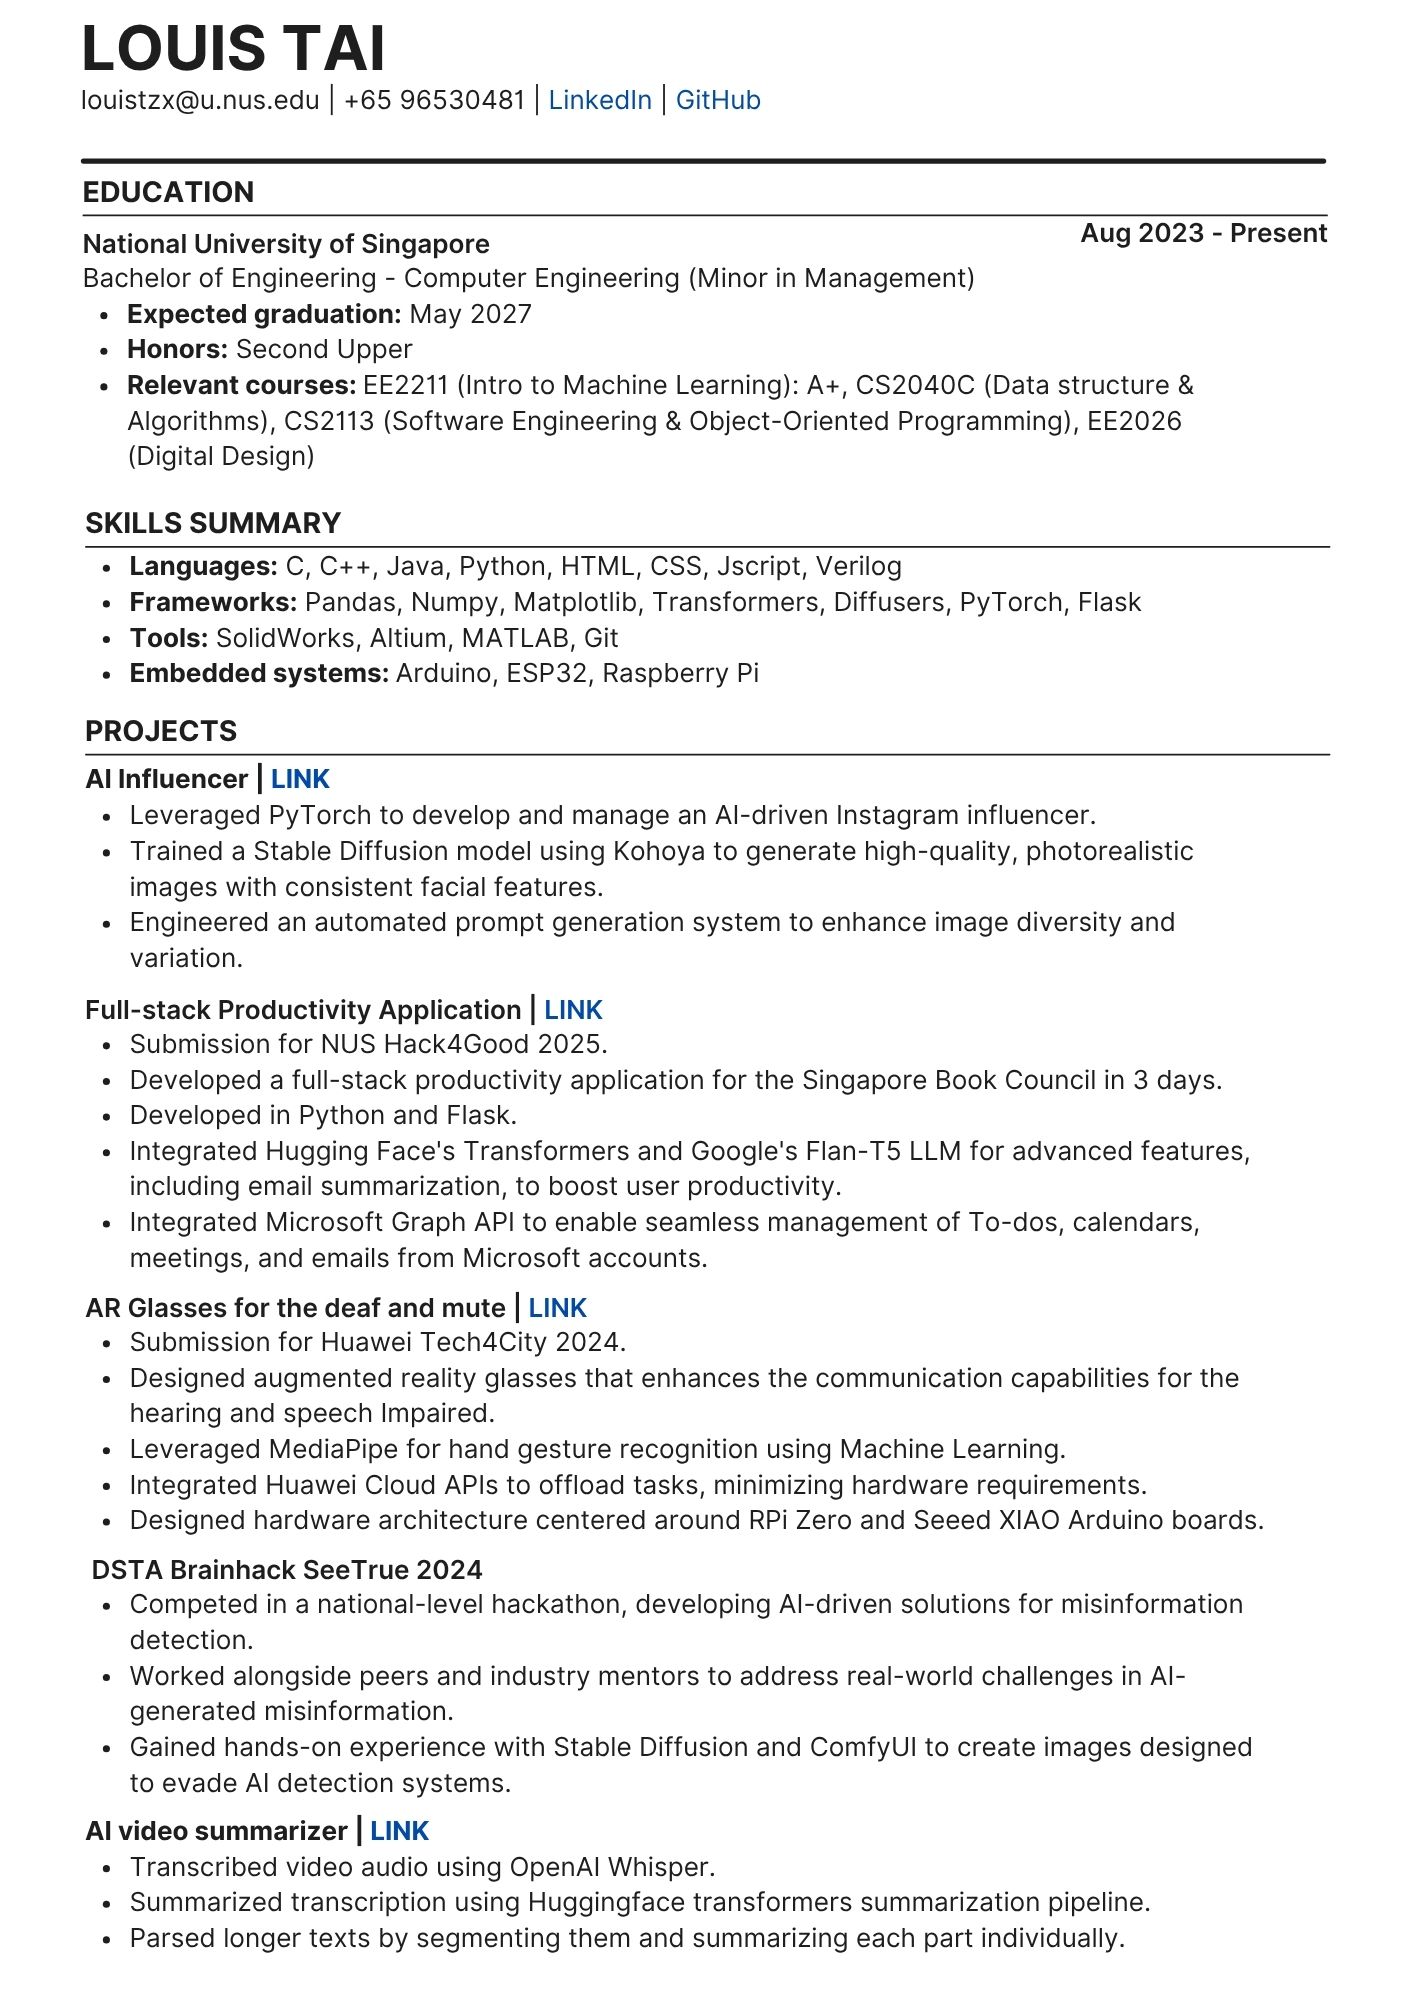 LOUIS TAI
louistzx@u.nus.edu | +65 96530481 | LinkedIn | GitHub
EDUCATION
National University of Singapore
Aug 2023 - Present
Bachelor of Engineering - Computer Engineering (Minor in Management)
• Expected graduation: May 2027
• Honors: Second Upper
• Relevant courses: EE2211 (Intro to Machine Learning): A+, CS2040C (Data structure &
Algorithms), CS2113 (Software Engineering & Object-Oriented Programming), EE2026
(Digital Design)
SKILLS SUMMARY
• Languages: C, C++, Java, Python, HTML, CSS, Jscript, Verilog
• Frameworks: Pandas, Numpy, Matplotlib, Transformers, Diffusers, PyTorch, Flask
• Tools: SolidWorks, Altium, MATLAB, Git
• Embedded systems: Arduino, ESP32, Raspberry Pi
PROJECTS
AI Influencer | LINK
• Leveraged PyTorch to develop and manage an AI-driven Instagram influencer.
• Trained a Stable Diffusion model using Kohoya to generate high-quality, photorealistic
images with consistent facial features.
• Engineered an automated prompt generation system to enhance image diversity and
variation.
Full-stack Productivity Application | LINK
• Submission for NUS Hack4Good 2025.
• Developed a full-stack productivity application for the Singapore Book Council in 3 days.
• Developed in Python and Flask.
• Integrated Hugging Face's Transformers and Google's Flan-T5 LLM for advanced features,
including email summarization, to boost user productivity.
• Integrated Microsoft Graph API to enable seamless management of To-dos, calendars,
meetings, and emails from Microsoft accounts.
AR Glasses for the deaf and mute | LINK
• Submission for Huawei Tech4City 2024.
• Designed augmented reality glasses that enhances the communication capabilities for the
hearing and speech Impaired.
• Leveraged MediaPipe for hand gesture recognition using Machine Learning.
• Integrated Huawei Cloud APIs to offload tasks, minimizing hardware requirements.
• Designed hardware architecture centered around RPi Zero and Seeed XIAO Arduino boards.
DSTA Brainhack SeeTrue 2024
• Competed in a national-level hackathon, developing AI-driven solutions for misinformation
detection.
• Worked alongside peers and industry mentors to address real-world challenges in AI-
generated misinformation.
• Gained hands-on experience with Stable Diffusion and ComfyUI to create images designed
to evade AI detection systems.
AI video summarizer | LINK
• Transcribed video audio using OpenAI Whisper.
• Summarized transcription using Huggingface transformers summarization pipeline.
• Parsed longer texts by segmenting them and summarizing each part individually.